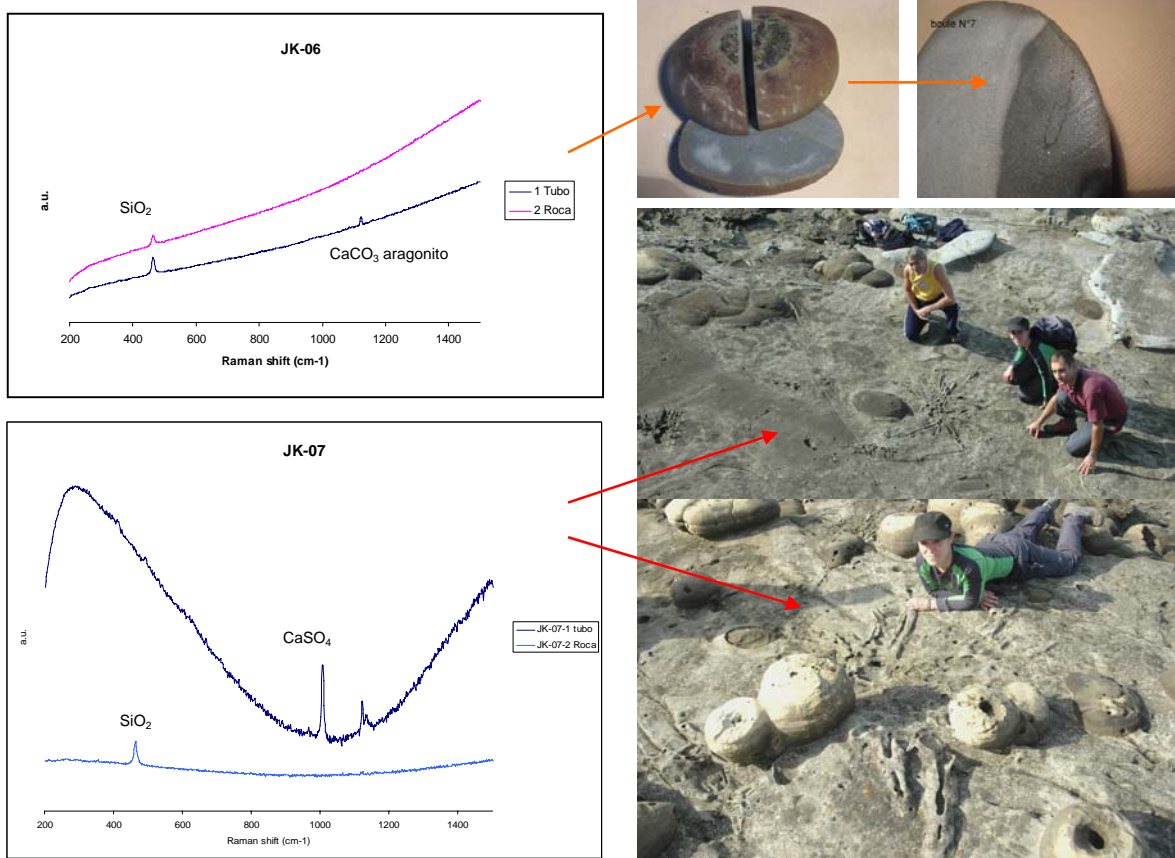 JK-06
a.u.
SiO₂
CaCO₃ aragonito
1 Tubo
2 Roca
200 400 600 800 1000 1200 1400
Raman shift (cm-1)
boule N°7
JK-07
a.u.
CaSO₄
SiO₂
JK-07-1 tubo
JK-07-2 Roca
200 400 600 800 1000 1200 1400
Raman shift (cm-1)